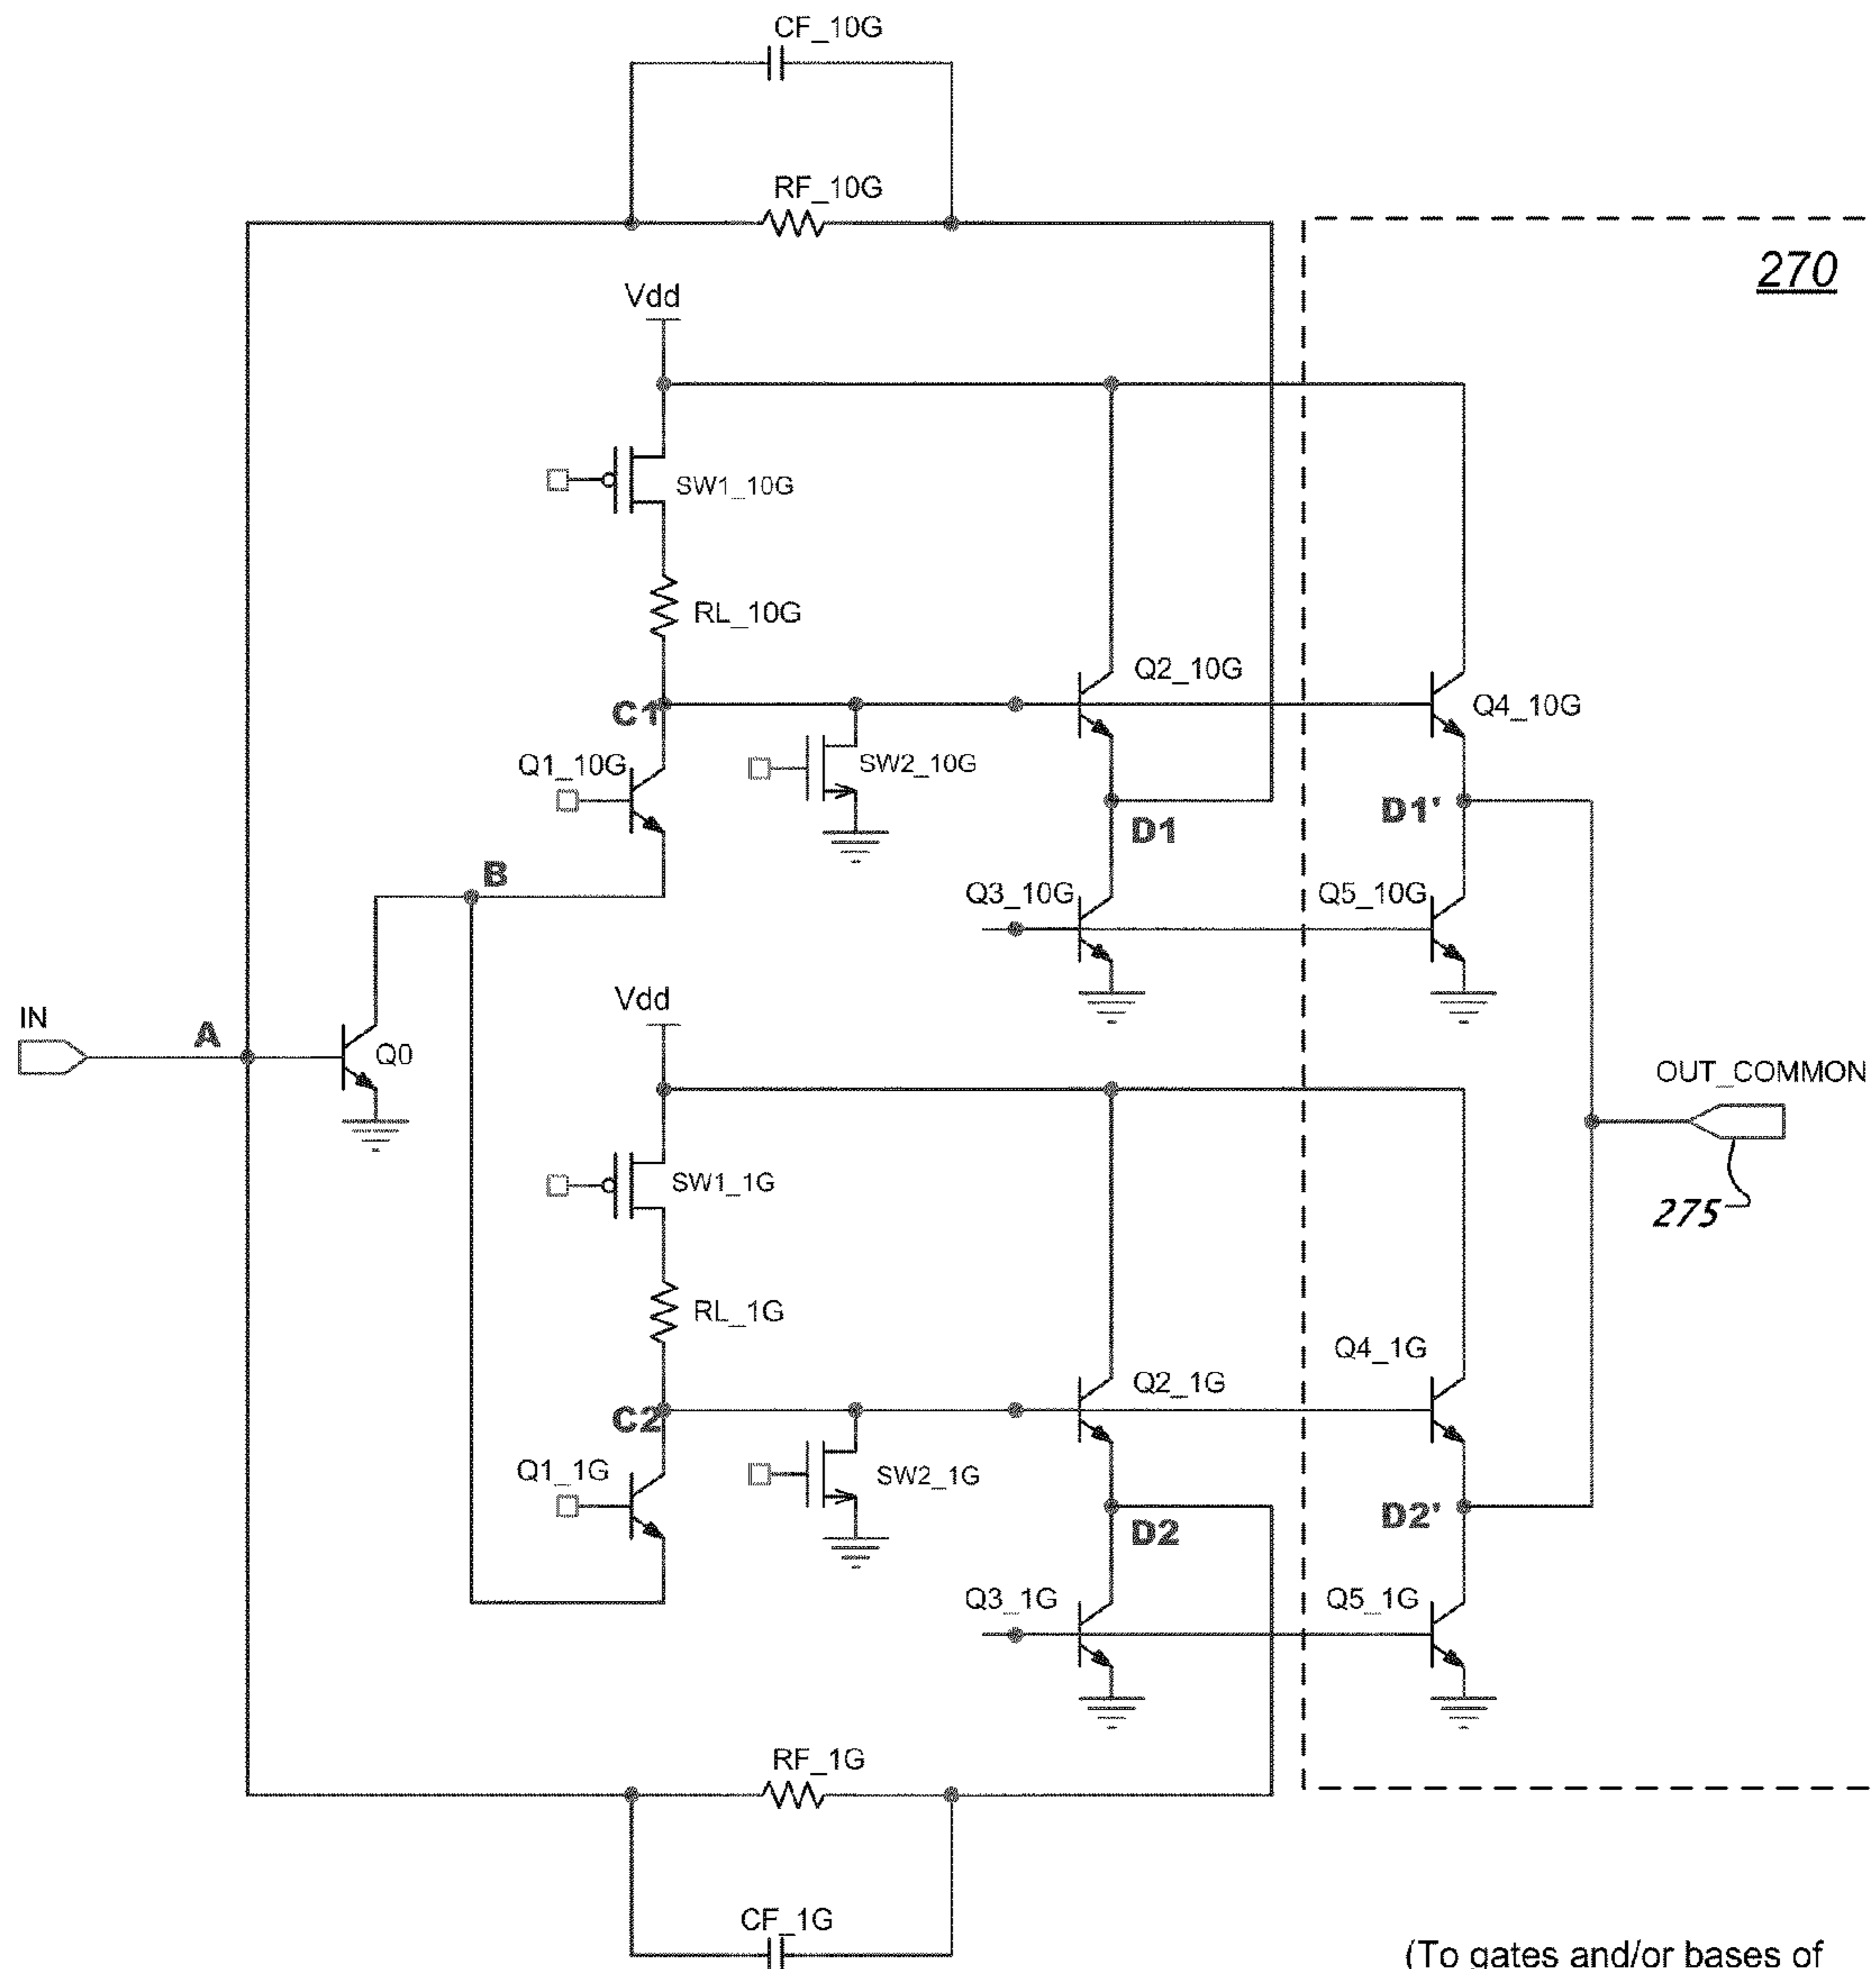 CF_10G
RF_10G
270
Vdd
SW1_10G
RL_10G
Q2_10G
Q4_10G
C1
Q1_10G
SW2_10G
D1
D1'
B
Q3_10G
Q5_10G
Vdd
IN
A
Q0
OUT_COMMON
SW1_1G
275
RL_1G
Q4_1G
Q2_1G
C2
Q1_1G
SW2_1G
D2
D2'
Q3_1G
Q5_1G
RF_1G
CF_1G
(To gates and/or bases of